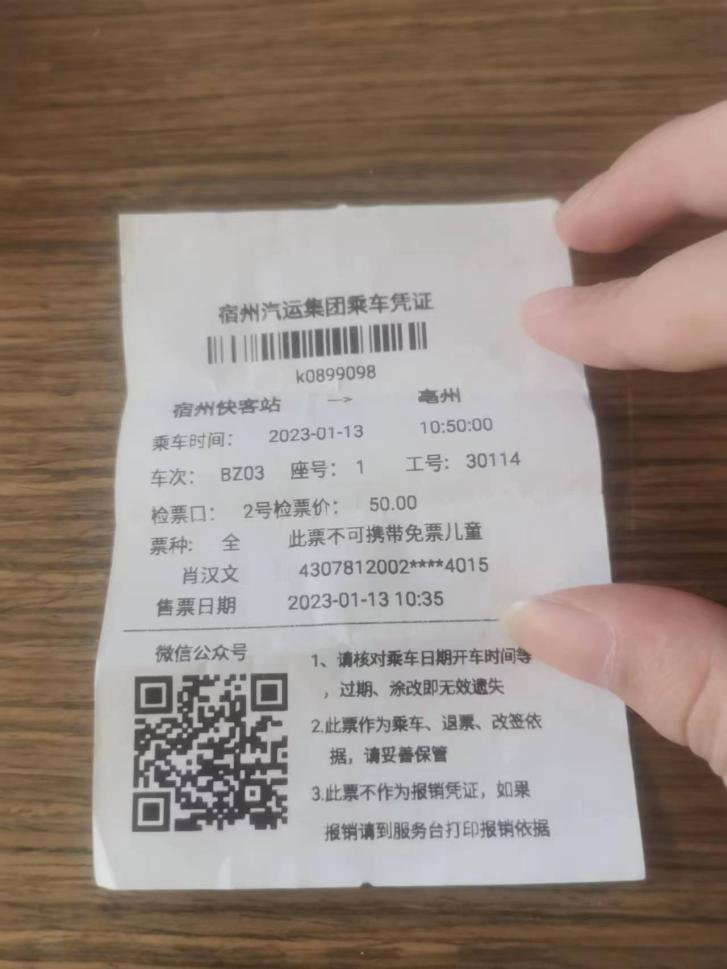 宿州汽运集团乘车凭证
k0899098
宿州快客站 --> 亳州
乘车时间： 2023-01-13 10:50:00
车次： BZ03 座号： 1 工号： 30114
检票口： 2号检票价： 50.00
票种： 全 此票不可携带免票儿童
肖汉文 4307812002****4015
售票日期 2023-01-13 10:35
微信公众号
1、请核对乘车日期开车时间等
，过期、涂改即无效遗失
2.此票作为乘车、退票、改签依
据，请妥善保管
3.此票不作为报销凭证，如果
报销请到服务台打印报销依据